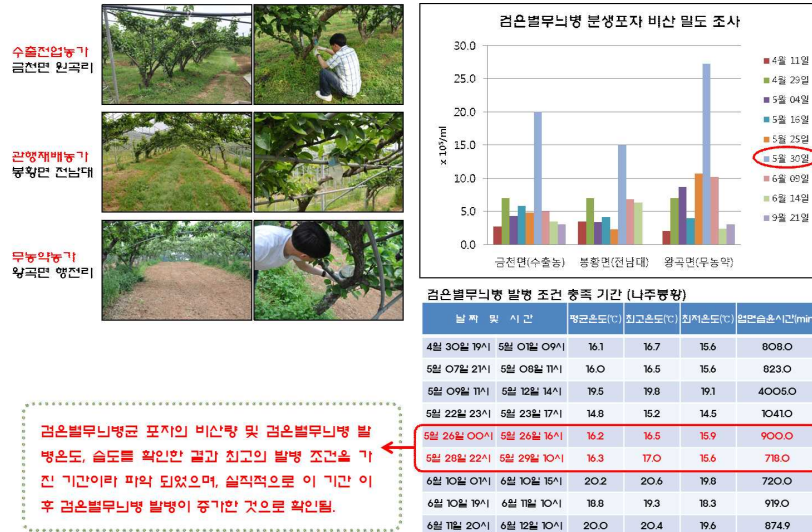 수출전업농가
금천면 원곡리
관행재배농가
봉황면 전남대
무농약농가
왕곡면 행전리
검은별무늬병 분생포자 비산 밀도 조사
x 10⁵/ml
30.0
25.0
20.0
15.0
10.0
5.0
0.0
금천면(수출농) 봉황면(전남대) 왕곡면(무농약)
4월 11일
4월 29일
5월 04일
5월 16일
5월 25일
5월 30일
6월 09일
6월 14일
9월 21일
검은별무늬병 발병 조건 충족 기간 (나주봉황)
날 짜 및 시 간 평균온도(℃) 최고온도(℃) 최저온도(℃) 엽면습윤시간(min
4월 30일 19시 5월 01일 09시 16.1 16.7 15.6 808.0
5월 07일 21시 5월 08일 11시 16.0 16.5 15.6 823.0
5월 09일 11시 5월 12일 14시 19.5 19.8 19.1 4005.0
5월 22일 23시 5월 23일 17시 14.8 15.2 14.5 1041.0
5월 26일 00시 5월 26일 16시 16.2 16.5 15.9 900.0
5월 28일 22시 5월 29일 10시 16.3 17.0 15.6 718.0
6월 10일 01시 6월 10일 15시 20.2 20.6 19.8 720.0
6월 10일 19시 6월 11일 10시 18.8 19.3 18.3 919.0
6월 11일 20시 6월 12일 10시 20.0 20.4 19.6 874.9
검은별무늬병균 포자의 비산량 및 검은별무늬병 발
병온도, 습도를 확인한 결과 최고의 발병 조건을 가
진 기간이라 파악 되었으며, 실직적으로 이 기간 이
후 검은별무늬병 발병이 증가한 것으로 확인됨.